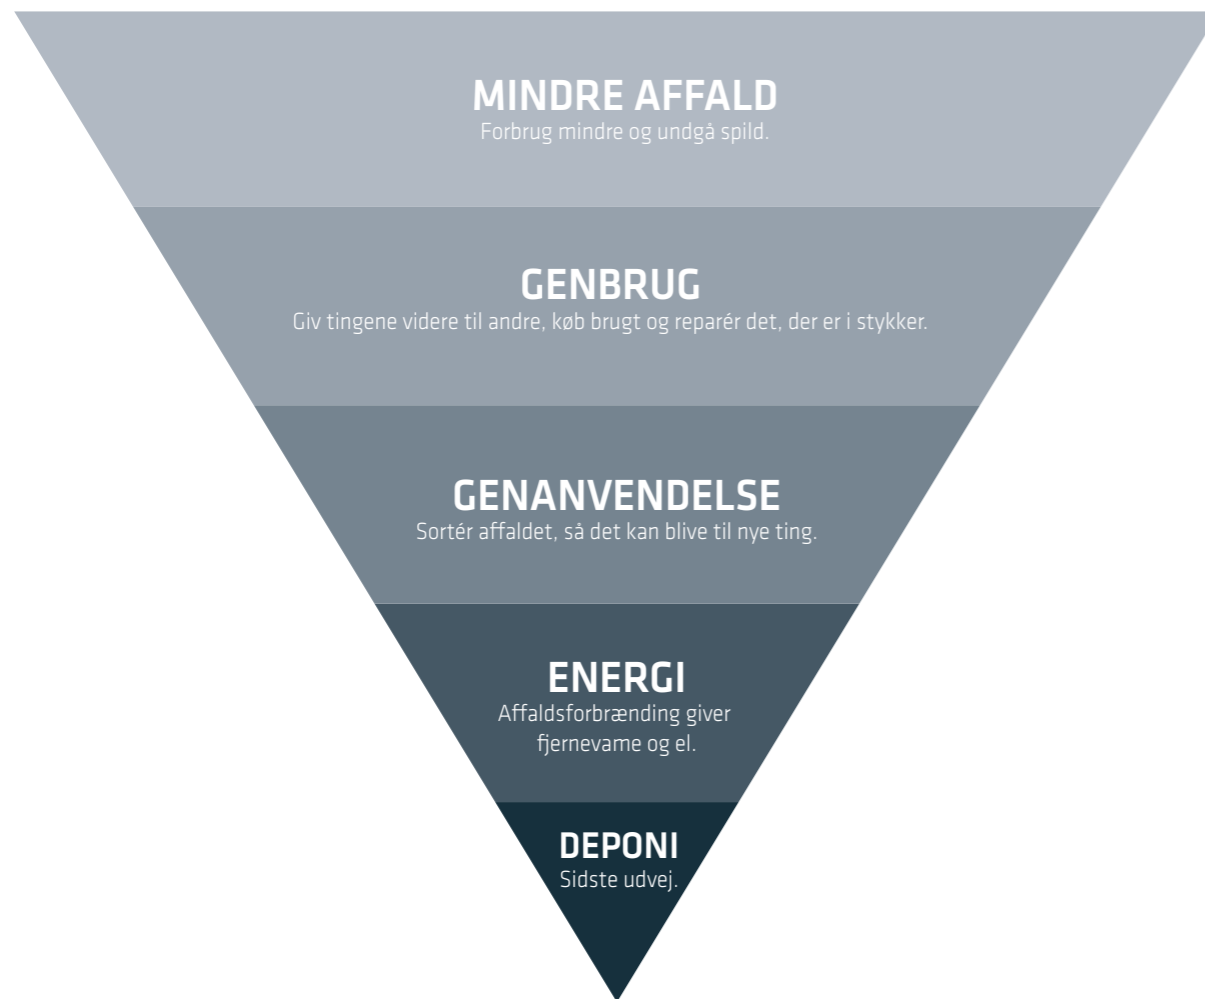 MINDRE AFFALD
Forbrug mindre og undgå spild.
GENBRUG
Giv tingene videre til andre, køb brugt og reparér det, der er i stykker.
GENANVENDELSE
Sortér affaldet, så det kan blive til nye ting.
ENERGI
Affaldsforbrænding giver
fjernevame og el.
DEPONI
Sidste udvej.